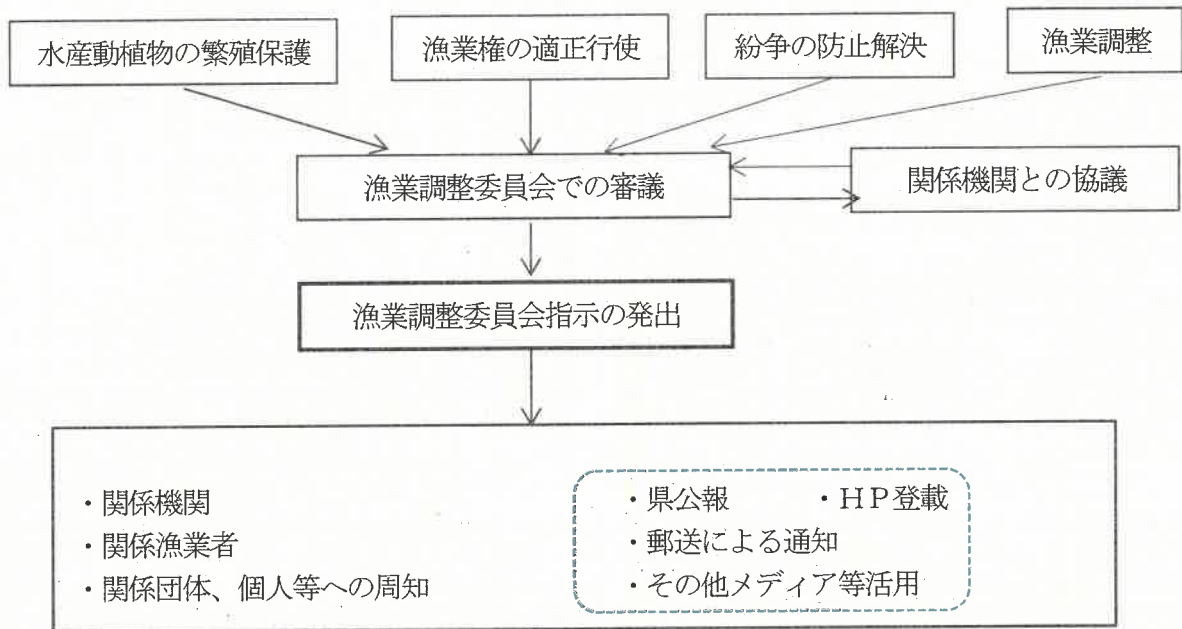 水産動植物の繁殖保護
漁業権の適正行使
紛争の防止解決
漁業調整
漁業調整委員会での審議
関係機関との協議
漁業調整委員会指示の発出
・関係機関
・関係漁業者
・関係団体、個人等への周知
・県公報　・ＨＰ登載
・郵送による通知
・その他メディア等活用